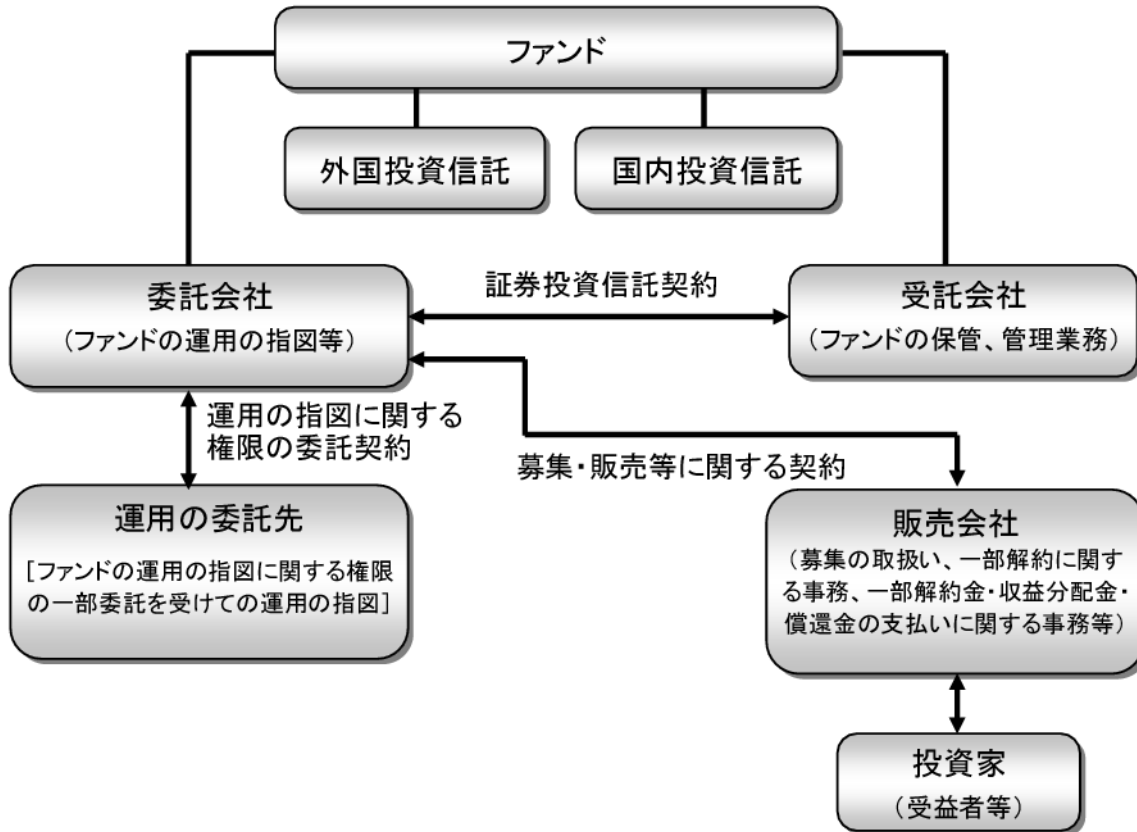 ファンド
外国投資信託
国内投資信託
委託会社
(ファンドの運用の指図等)
証券投資信託契約
受託会社
(ファンドの保管、管理業務)
運用の指図に関する
権限の委託契約
募集・販売等に関する契約
運用の委託先
[ファンドの運用の指図に関する権限
の一部委託を受けての運用の指図]
販売会社
(募集の取扱い、一部解約に関す
る事務、一部解約金・収益分配金・
償還金の支払いに関する事務等)
投資家
(受益者等)